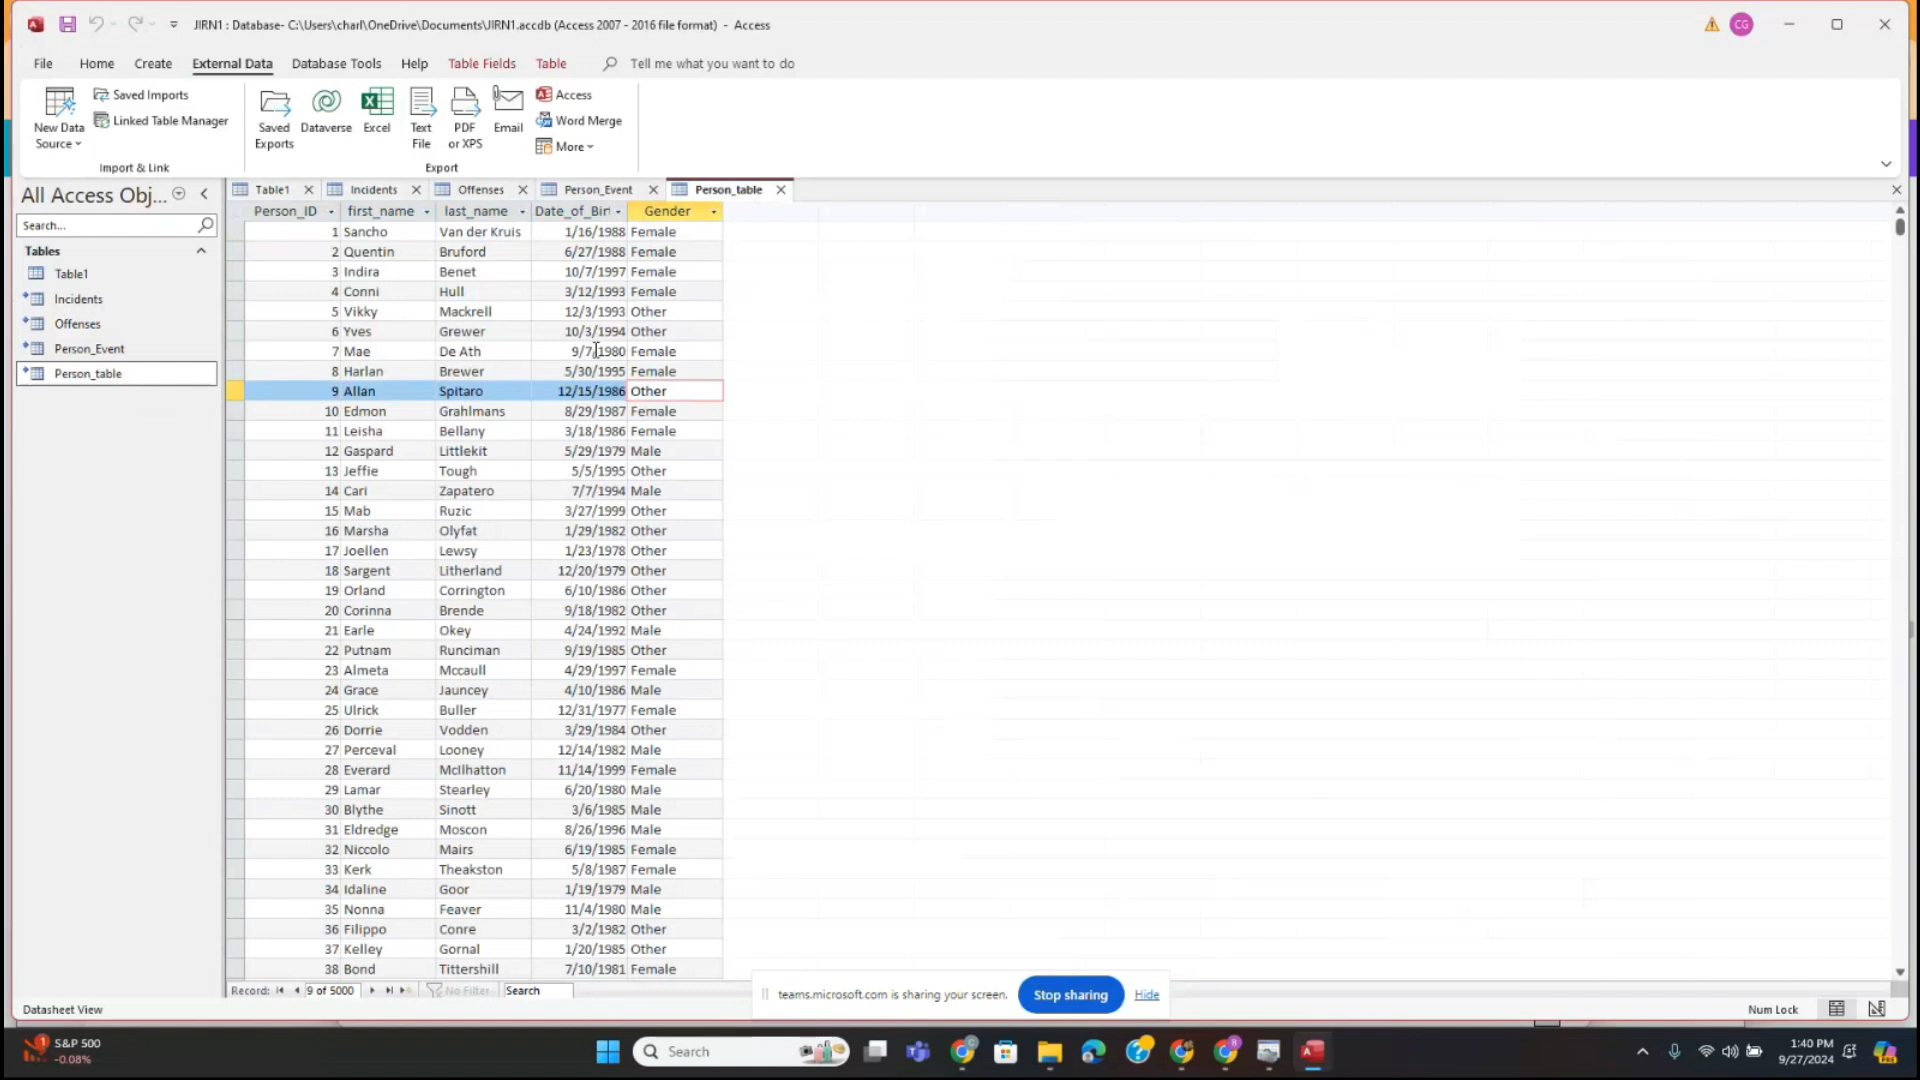 JIRN1 : Database- C:\Users\charl\OneDrive\Documents\JIRN1.accdb (Access 2007 - 2016 file format) - Access
CG
File Home Create External Data Database Tools Help Table Fields Table Tell me what you want to do
New Data Source
Saved Imports
Linked Table Manager
Import & Link
Saved Exports
Dataverse
Excel
Text File
PDF or XPS
Email
Access
Word Merge
More
Export
All Access Obj...
Search...
Tables
Table1
Incidents
Offenses
Person_Event
Person_table
Table1 Incidents Offenses Person_Event Person_table
Person_ID first_name last_name Date_of_Birt Gender
1 Sancho Van der Kruis 1/16/1988 Female
2 Quentin Bruford 6/27/1988 Female
3 Indira Benet 10/7/1997 Female
4 Conni Hull 3/12/1993 Female
5 Vikky Mackrell 12/3/1993 Other
6 Yves Grewer 10/3/1994 Other
7 Mae De Ath 9/7/1980 Female
8 Harlan Brewer 5/30/1995 Female
9 Allan Spitaro 12/15/1986 Other
10 Edmon Grahlmans 8/29/1987 Female
11 Leisha Bellany 3/18/1986 Female
12 Gaspard Littlekit 5/29/1979 Male
13 Jeffie Tough 5/5/1995 Other
14 Cari Zapatero 7/7/1994 Male
15 Mab Ruzic 3/27/1999 Other
16 Marsha Olyfat 1/29/1982 Other
17 Joellen Lewsy 1/23/1978 Other
18 Sargent Litherland 12/20/1979 Other
19 Orland Corrington 6/10/1986 Other
20 Corinna Brende 9/18/1982 Other
21 Earle Okey 4/24/1992 Male
22 Putnam Runciman 9/19/1985 Other
23 Almeta Mccaull 4/29/1997 Female
24 Grace Jauncey 4/10/1986 Male
25 Ulrick Buller 12/31/1977 Female
26 Dorrie Vodden 3/29/1984 Other
27 Perceval Looney 12/14/1982 Male
28 Everard McIlhatton 11/14/1999 Female
29 Lamar Stearley 6/20/1980 Male
30 Blythe Sinott 3/6/1985 Male
31 Eldredge Moscon 8/26/1996 Male
32 Niccolo Mairs 6/19/1985 Female
33 Kerk Theakston 5/8/1987 Female
34 Idaline Goor 1/19/1979 Male
35 Nonna Feaver 11/4/1980 Male
36 Filippo Conre 3/2/1982 Other
37 Kelley Gornal 1/20/1985 Other
38 Bond Tittershill 7/10/1981 Female
Record: 9 of 5000 No Filter Search
teams.microsoft.com is sharing your screen. Stop sharing Hide
Datasheet View Num Lock
S&P 500
-0.08%
Search
1:40 PM
9/27/2024